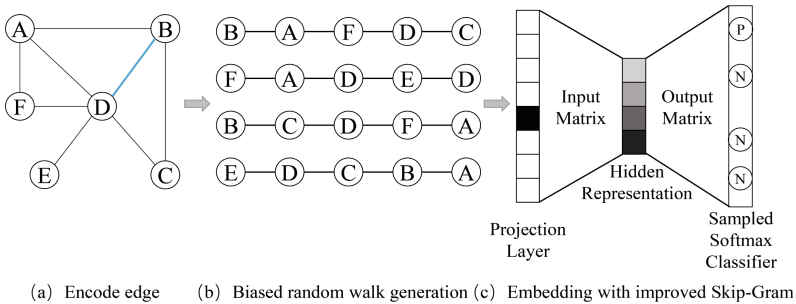 A
B
F
D
E
C
B A F D C
F A D E D
B C D F A
E D C B A
Input
Matrix
Output
Matrix
Hidden
Representation
Projection
Layer
P
N
N
N
Sampled
Softmax
Classifier
(a) Encode edge
(b) Biased random walk generation
(c) Embedding with improved Skip-Gram